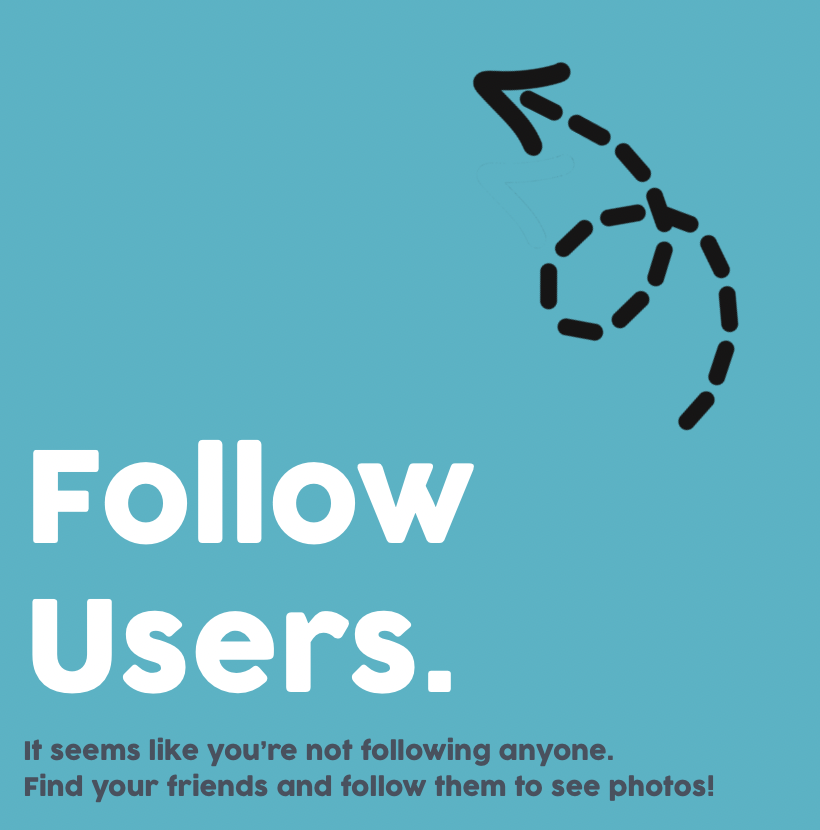 Follow
Users.
It seems like you’re not following anyone.
Find your friends and follow them to see photos!